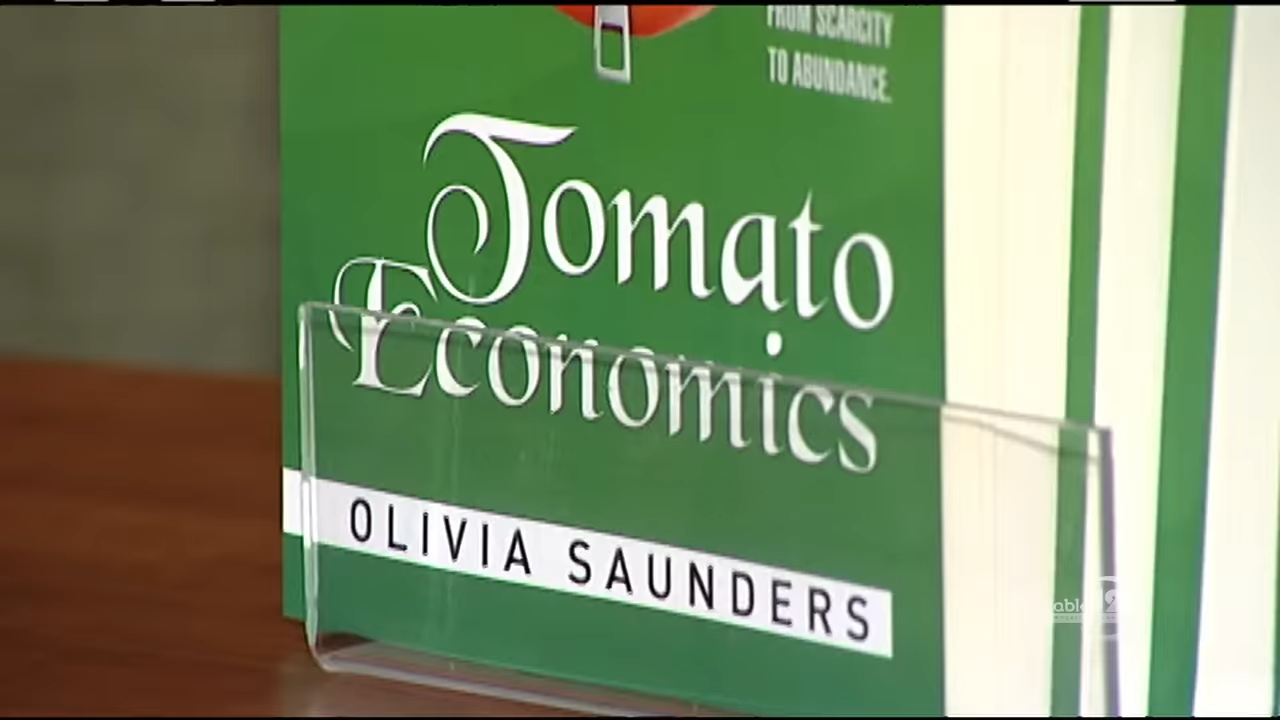 FROM SCARCITY
TO ABUNDANCE.
Tomato
Economics
OLIVIA SAUNDERS